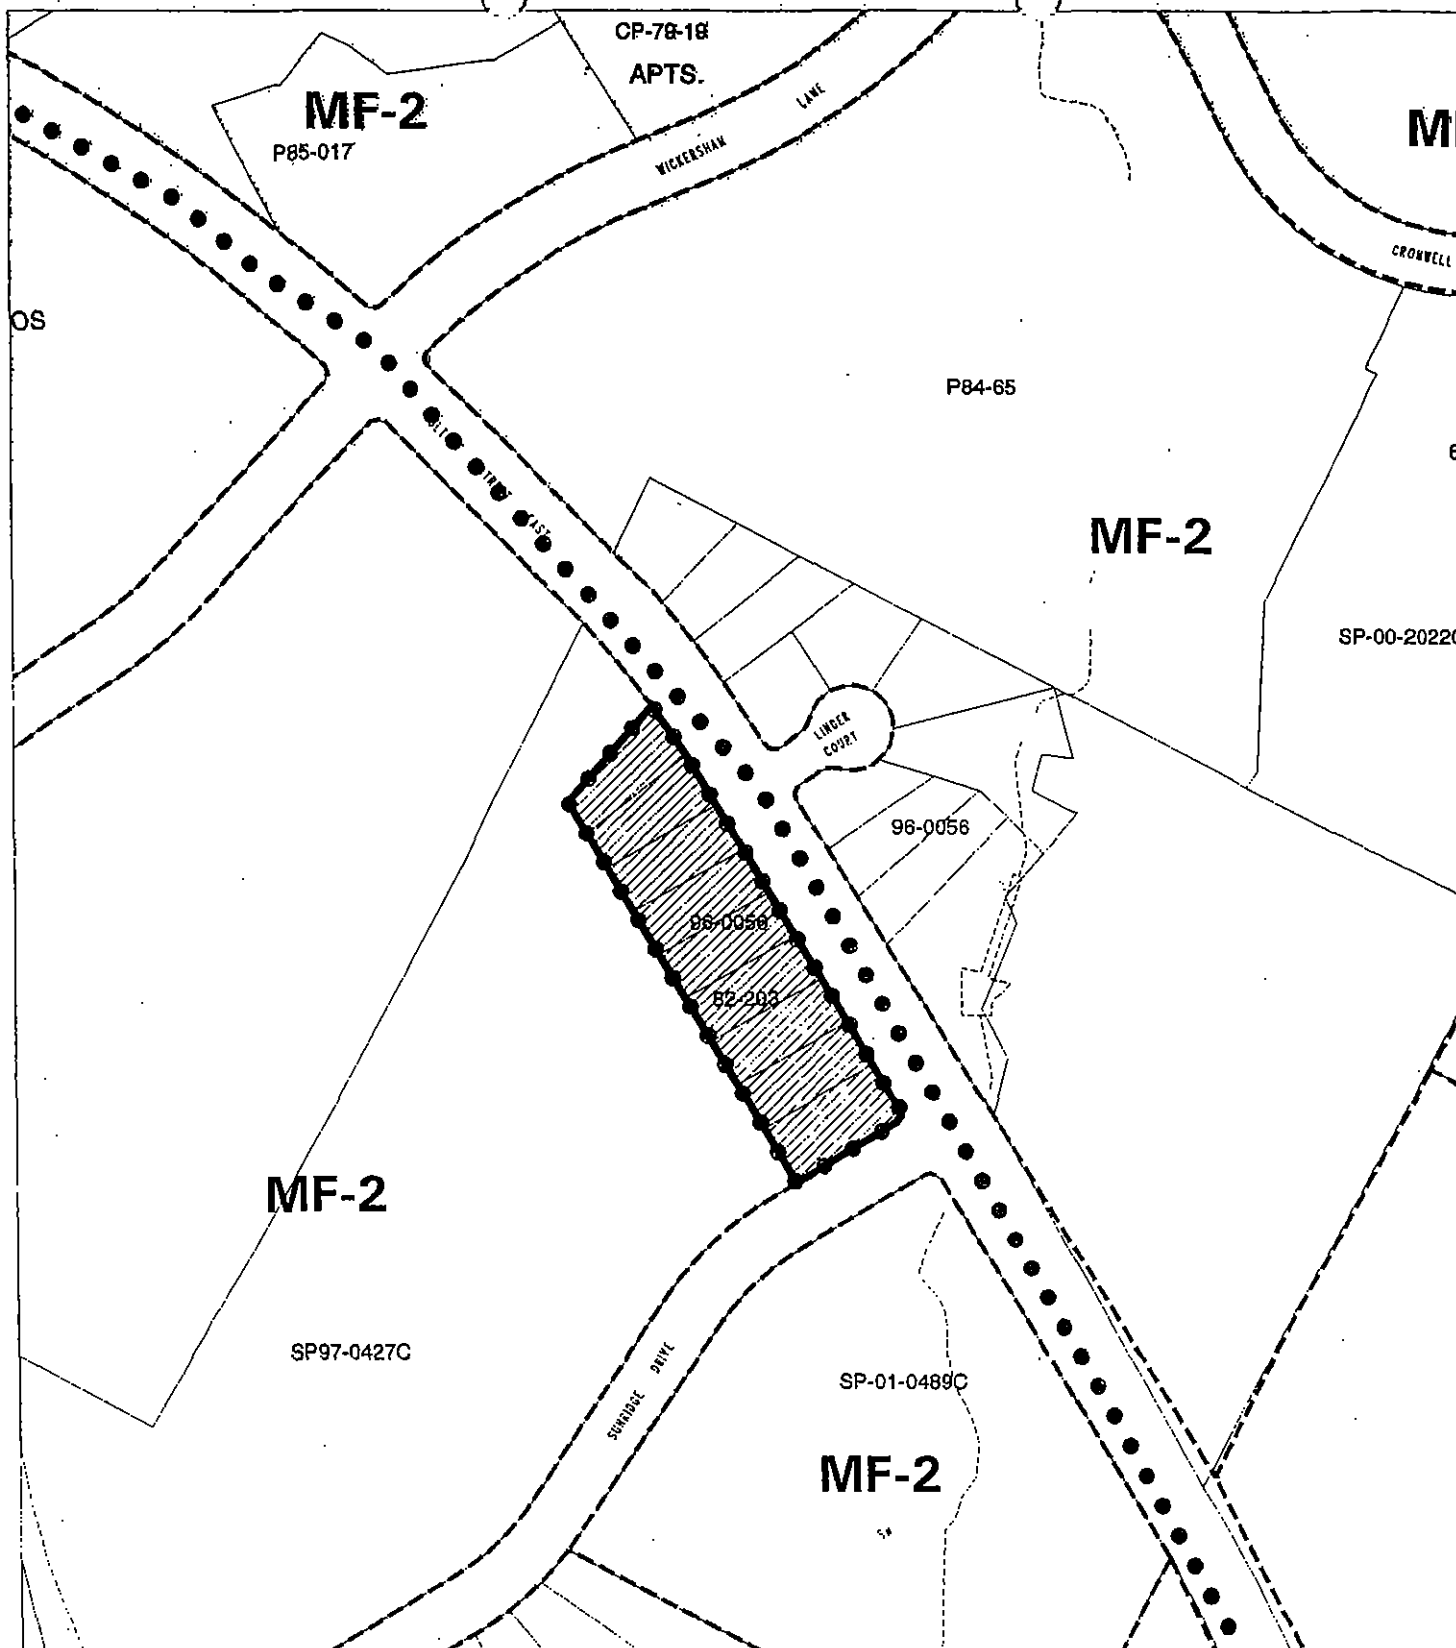 CP-78-19
APTS.
MF-2
P85-017
WICKERSHAM LANE
CROMWELL
OS
P84-65
MF-2
SP-00-2022
LINDER
COURT
96-0056
96-0056
82-203
MF-2
SP97-0427C
SUNRIDGE DRIVE
SP-01-0489C
MF-2